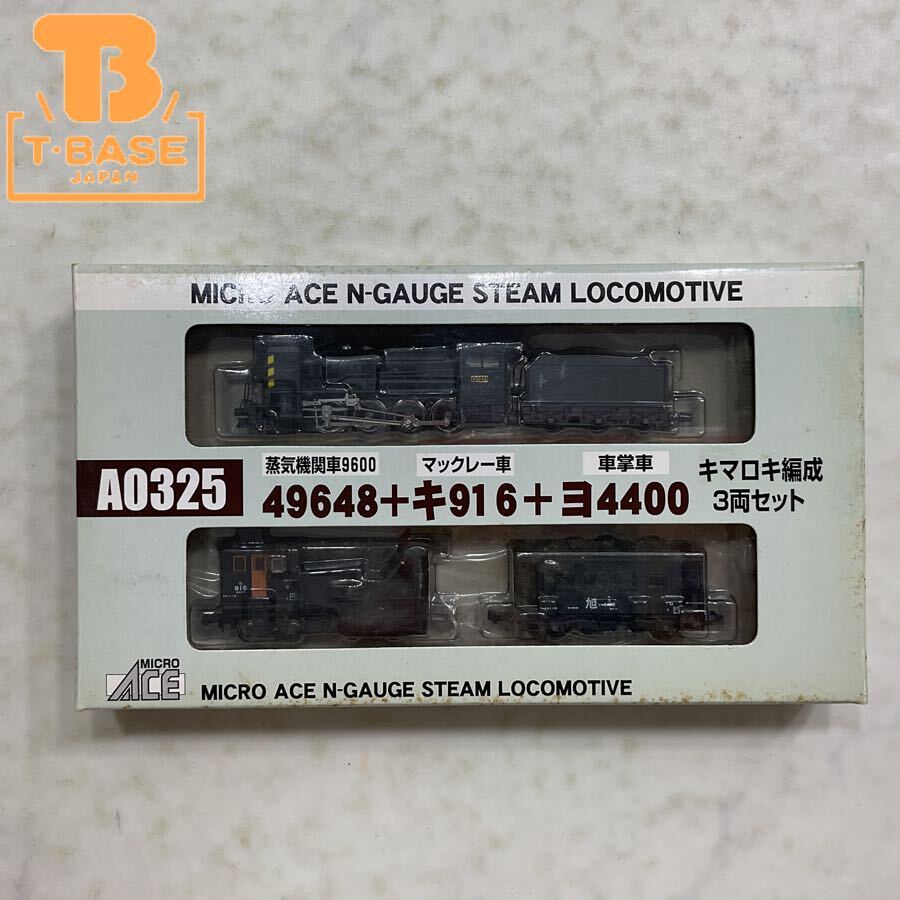 B
T·BASE
JAPAN
MICRO ACE N-GAUGE STEAM LOCOMOTIVE
A0325
蒸気機関車9600 マックレー車 車掌車
49648+キ916+ヨ4400
キマロキ編成
3両セット
916
旭
MICRO
ACE
MICRO ACE N-GAUGE STEAM LOCOMOTIVE